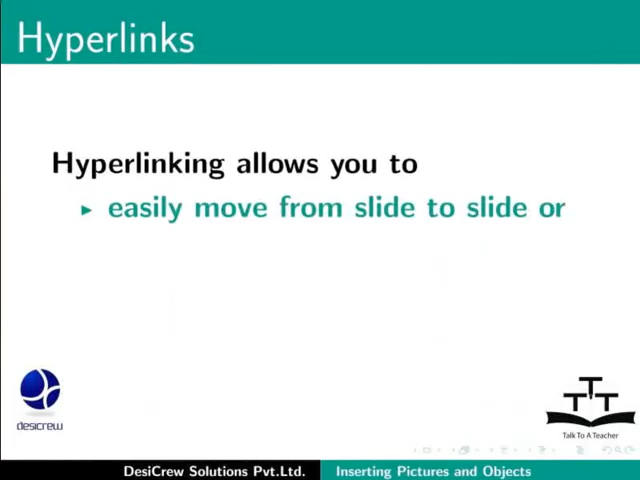 Hyperlinks
Hyperlinking allows you to
▶ easily move from slide to slide or
desicrew
TTT
Talk To A Teacher
DesiCrew Solutions Pvt.Ltd. Inserting Pictures and Objects